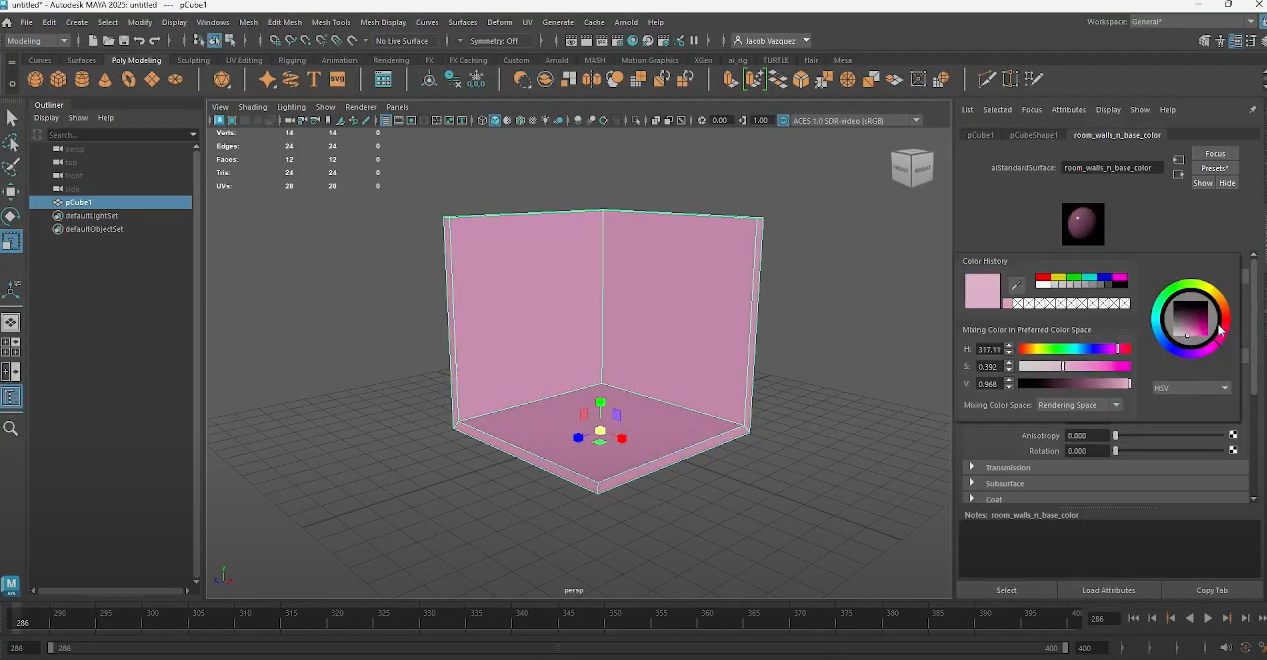 untitled* - Autodesk MAYA 2025: untitled --- pCube1
File Edit Create Select Modify Display Windows Mesh Edit Mesh Mesh Tools Mesh Display Curves Surfaces Deform UV Generate Cache Arnold Help
Workspace: General*
Modeling No Live Surface Symmetry: Off Jacob Vazquez
Curves Surfaces Poly Modeling Sculpting UV Editing Rigging Animation Rendering FX FX Caching Custom Arnold MASH Motion Graphics XGen ai_rig TURTLE Flair Mesa
SVG
Outliner
Display Show Help
Search...
persp
top
front
side
pCube1
defaultLightSet
defaultObjectSet
View Shading Lighting Show Renderer Panels
0.00 1.00 ACES 1.0 SDR-video (sRGB)
Verts: 14 14 0
Edges: 24 24 0
Faces: 12 12 0
Tris: 24 24 0
UVs: 28 28 0
FRONT RIGHT
persp
List Selected Focus Attributes Display Show Help
pCube1 pCubeShape1 room_walls_n_base_color
aiStandardSurface: room_walls_n_base_color
Focus
Presets*
Show Hide
Color History
Mixing Color in Preferred Color Space
H: 317.11
S: 0.392
V: 0.968
HSV
Mixing Color Space: Rendering Space
Anisotropy 0.000
Rotation 0.000
Transmission
Subsurface
Coat
Notes: room_walls_n_base_color
Select Load Attributes Copy Tab
M
286 290 295 300 305 310 315 320 325 330 335 340 345 350 355 360 365 370 375 380 385 390 395 40 286
286 286 400 400